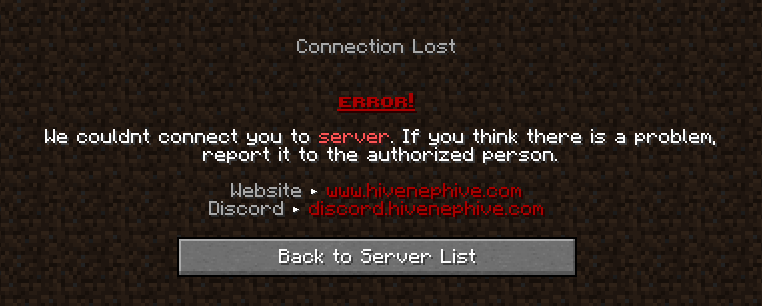 Connection Lost
ERROR!
We couldnt connect you to server. If you think there is a problem,
report it to the authorized person.
Website ▸ www.hivenephive.com
Discord ▸ discord.hivenephive.com
Back to Server List